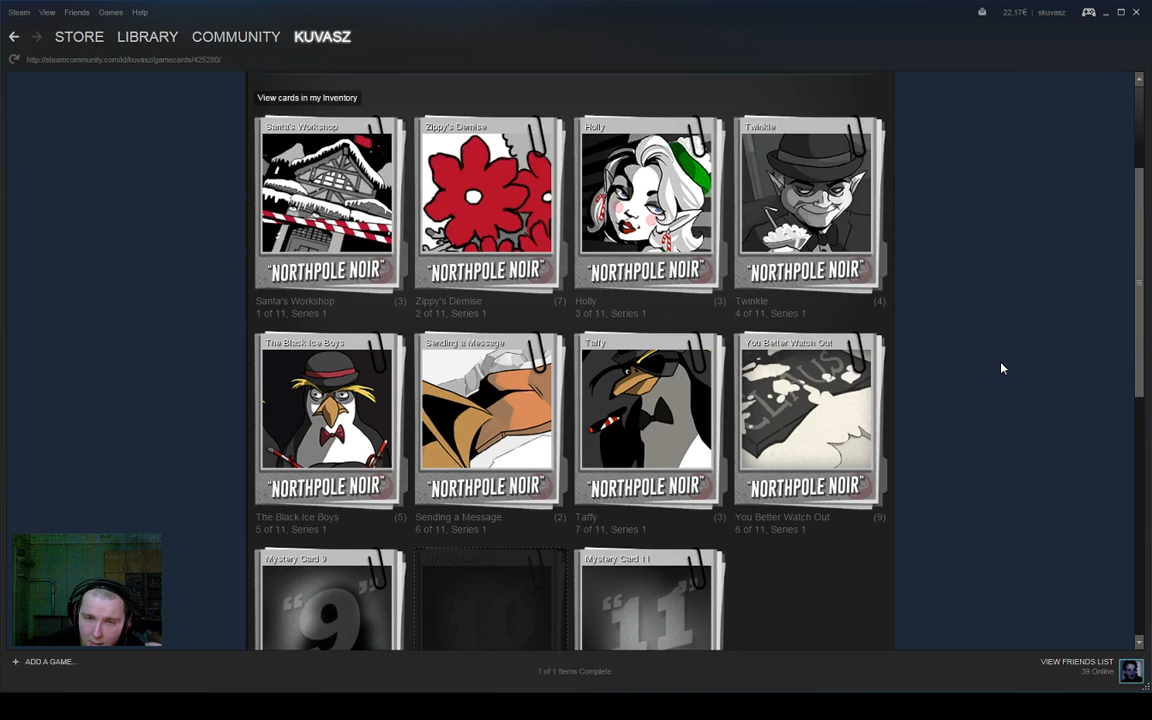 Steam View Friends Games Help
22,17€ | skuvasz
STORE LIBRARY COMMUNITY KUVASZ
http://steamcommunity.com/id/kuvasz/gamecards/425280/
View cards in my Inventory
Santa's Workshop Zippy's Demise Holly Twinkle
"NORTHPOLE NOIR" "NORTHPOLE NOIR" "NORTHPOLE NOIR" "NORTHPOLE NOIR"
Santa's Workshop (3) Zippy's Demise (7) Holly (3) Twinkle (4)
1 of 11, Series 1 2 of 11, Series 1 3 of 11, Series 1 4 of 11, Series 1
The Black Ice Boys Sending a Message Taffy You Better Watch Out
CLAUS
"NORTHPOLE NOIR" "NORTHPOLE NOIR" "NORTHPOLE NOIR" "NORTHPOLE NOIR"
The Black Ice Boys (5) Sending a Message (2) Taffy (3) You Better Watch Out (9)
5 of 11, Series 1 6 of 11, Series 1 7 of 11, Series 1 8 of 11, Series 1
Mystery Card 9 Mystery Card 10 Mystery Card 11
"9" "10" "11"
+ ADD A GAME...
1 of 1 Items Complete
VIEW FRIENDS LIST
39 Online